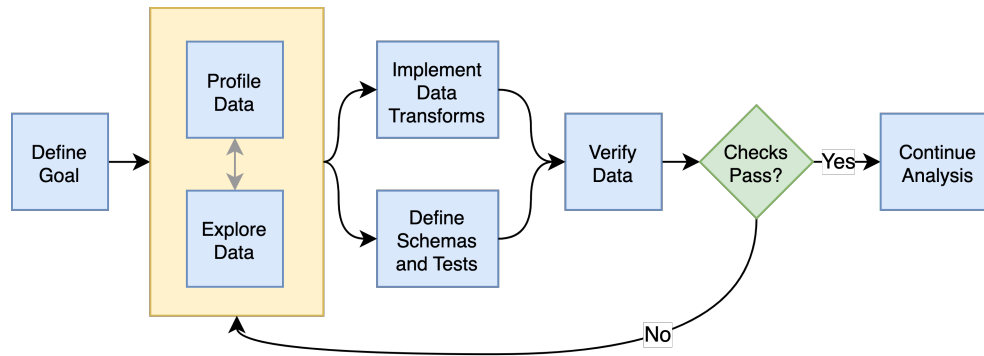 Define
Goal
Profile
Data
Explore
Data
Implement
Data
Transforms
Define
Schemas
and Tests
Verify
Data
Checks
Pass?
Yes
No
Continue
Analysis